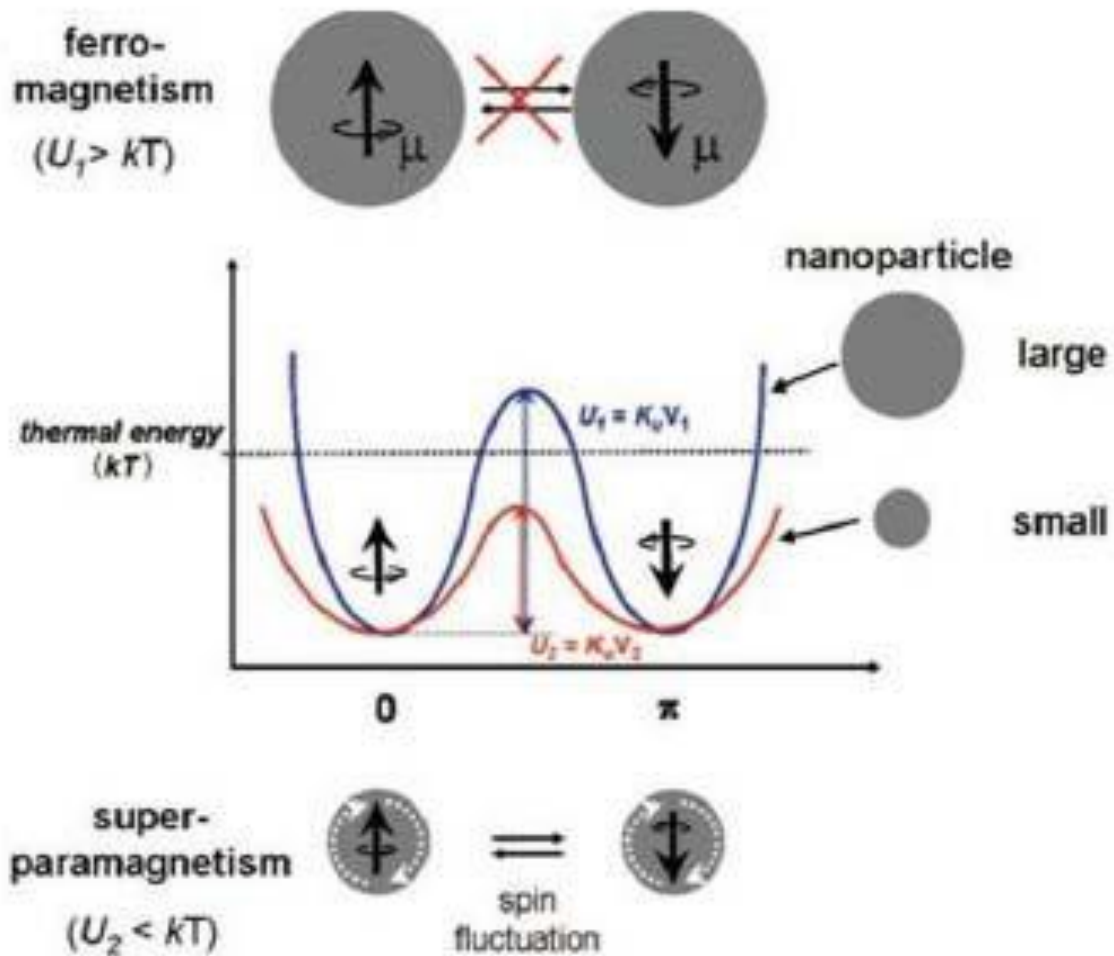 ferro-
magnetism
(U₁> kT)
μ
μ
nanoparticle
large
thermal energy
(kT)
U₁ = KᵤV₁
small
U₂ = KᵤV₂
0
π
super-
paramagnetism
(U₂ < kT)
spin
fluctuation